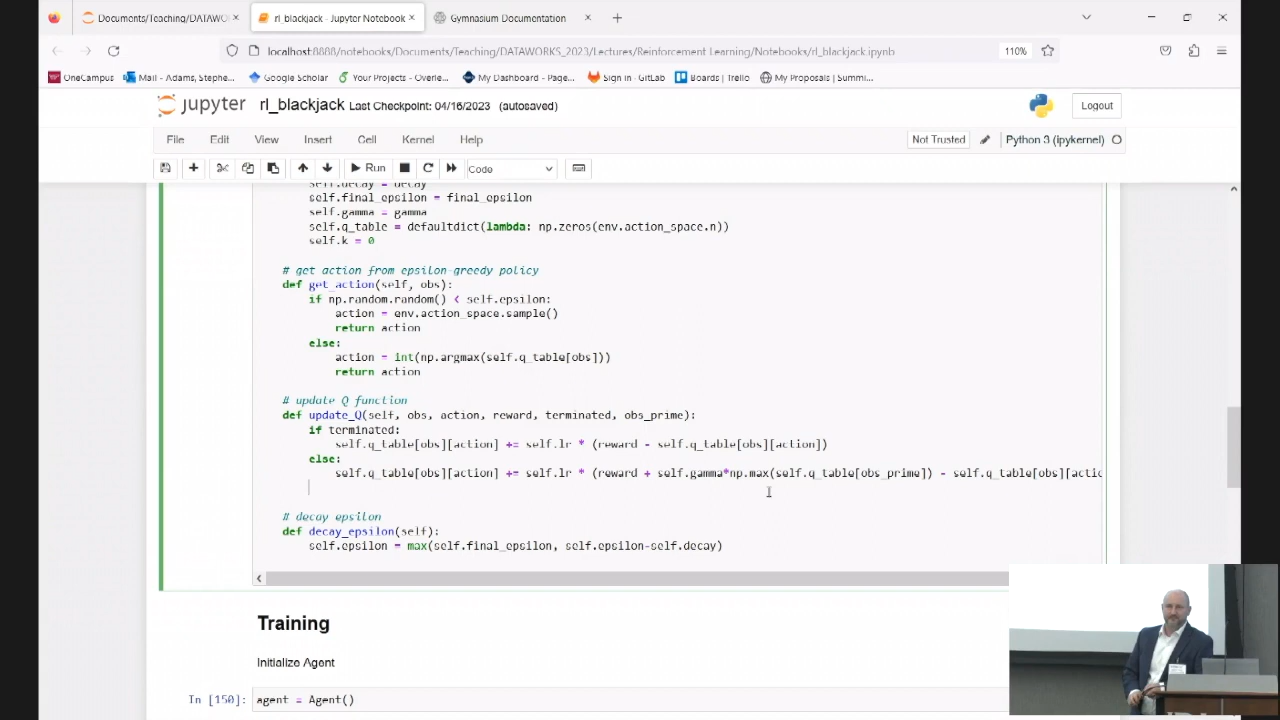 Documents/Teaching/DATAWO
rl_blackjack - Jupyter Notebook
Gymnasium Documentation
localhost:8888/notebooks/Documents/Teaching/DATAWORKS_2023/Lectures/Reinforcement Learning/Notebooks/rl_blackjack.ipynb
110%
OneCampus
Mail - Adams, Stephe...
Google Scholar
Your Projects - Overle...
My Dashboard - Page...
Sign in · GitLab
Boards | Trello
My Proposals | Summi...
jupyter rl_blackjack Last Checkpoint: 04/16/2023 (autosaved)
Logout
File Edit View Insert Cell Kernel Help
Not Trusted
Python 3 (ipykernel)
Run
Code
self.decay = decay
self.final_epsilon = final_epsilon
self.gamma = gamma
self.q_table = defaultdict(lambda: np.zeros(env.action_space.n))
self.k = 0
# get action from epsilon-greedy policy
def get_action(self, obs):
if np.random.random() < self.epsilon:
action = env.action_space.sample()
return action
else:
action = int(np.argmax(self.q_table[obs]))
return action
# update Q function
def update_Q(self, obs, action, reward, terminated, obs_prime):
if terminated:
self.q_table[obs][action] += self.lr * (reward - self.q_table[obs][action])
else:
self.q_table[obs][action] += self.lr * (reward + self.gamma*np.max(self.q_table[obs_prime]) - self.q_table[obs][actic
# decay epsilon
def decay_epsilon(self):
self.epsilon = max(self.final_epsilon, self.epsilon-self.decay)
Training
Initialize Agent
In [150]: agent = Agent()